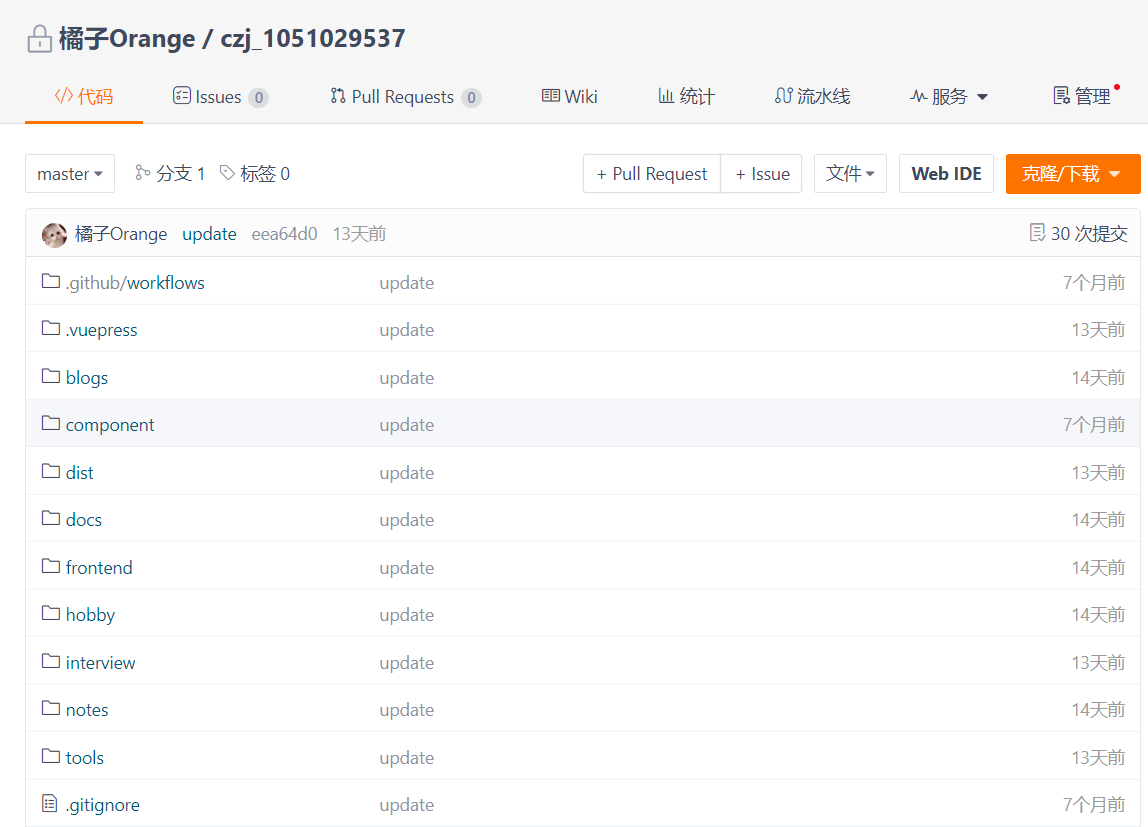 橘子Orange / czj_1051029537
代码 Issues 0 Pull Requests 0 Wiki 统计 流水线 服务 管理
master 分支 1 标签 0 + Pull Request + Issue 文件 Web IDE 克隆/下载
橘子Orange update eea64d0 13天前 30 次提交
.github/workflows update 7个月前
.vuepress update 13天前
blogs update 14天前
component update 7个月前
dist update 13天前
docs update 14天前
frontend update 14天前
hobby update 14天前
interview update 13天前
notes update 14天前
tools update 13天前
.gitignore update 7个月前